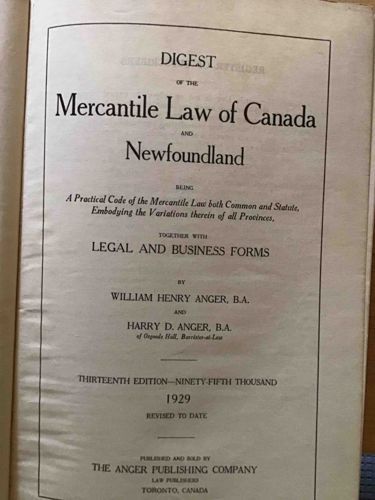 DIGEST
OF THE
Mercantile Law of Canada
AND
Newfoundland
BEING
A Practical Code of the Mercantile Law both Common and Statute,
Embodying the Variations therein of all Provinces,
TOGETHER WITH
LEGAL AND BUSINESS FORMS
BY
WILLIAM HENRY ANGER, B.A.
AND
HARRY D. ANGER, B.A.
of Osgoode Hall, Barrister-at-Law
THIRTEENTH EDITION—NINETY-FIFTH THOUSAND
1929
REVISED TO DATE
PUBLISHED AND SOLD BY
THE ANGER PUBLISHING COMPANY
LAW PUBLISHERS
TORONTO, CANADA